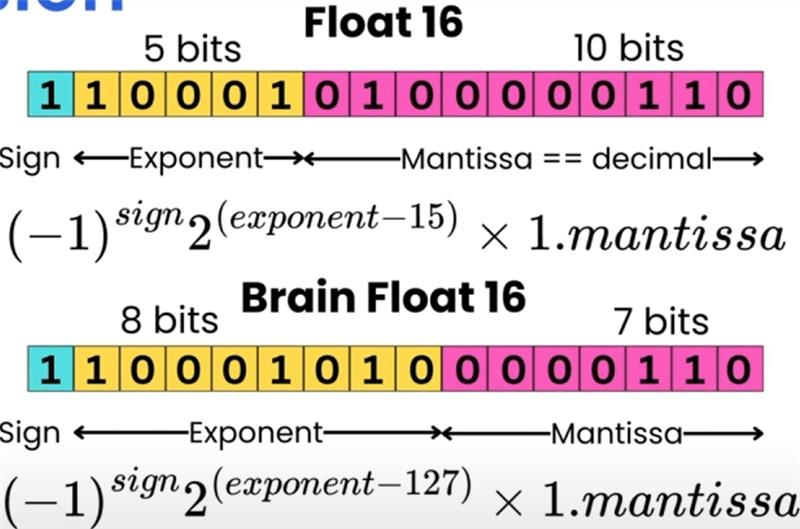 Float 16
5 bits 10 bits
1 1 0 0 0 1 0 1 0 0 0 0 0 1 1 0
Sign Exponent Mantissa == decimal
(−1)^sign 2^(exponent−15) × 1.mantissa
Brain Float 16
8 bits 7 bits
1 1 0 0 0 1 0 1 0 0 0 0 0 1 1 0
Sign Exponent Mantissa
(−1)^sign 2^(exponent−127) × 1.mantissa